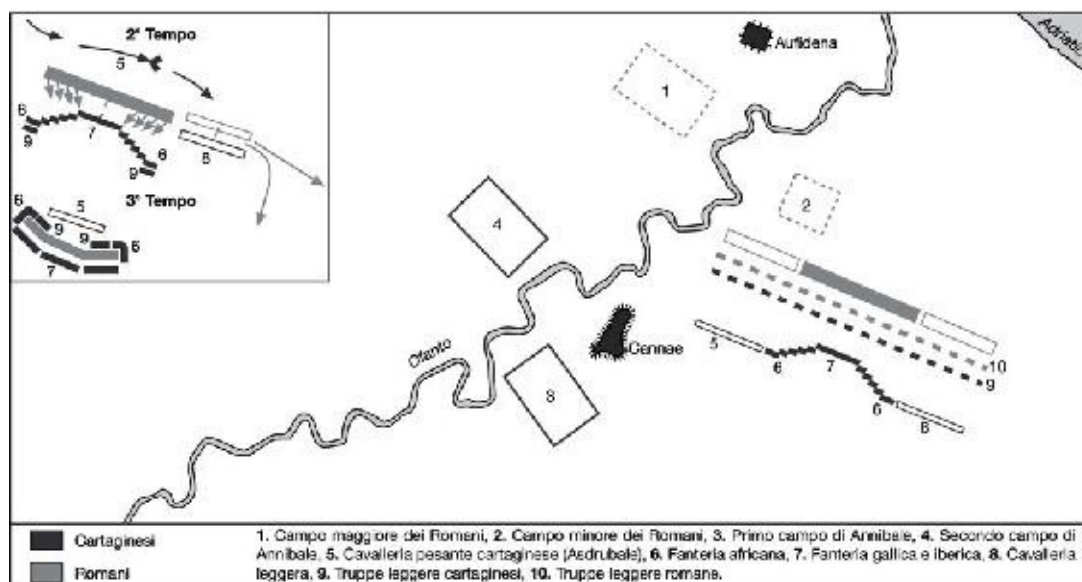 2° Tempo
5
6
9
7
6
8
9
3° Tempo
6
5
9
9
6
7
Aufidena
Adriatic
1
2
4
Ofanto
Cannae
3
5
6
7
6
8
10
9
Cartaginesi
Romani
1. Campo maggiore dei Romani, 2. Campo minore dei Romani, 3. Primo campo di Annibale, 4. Secondo campo di
Annibale, 5. Cavalleria pesante cartaginese (Asdrubale), 6. Fanteria africana, 7. Fanteria gallica e iberica, 8. Cavalleria
leggera, 9. Truppe leggere cartaginesi, 10. Truppe leggere romane.